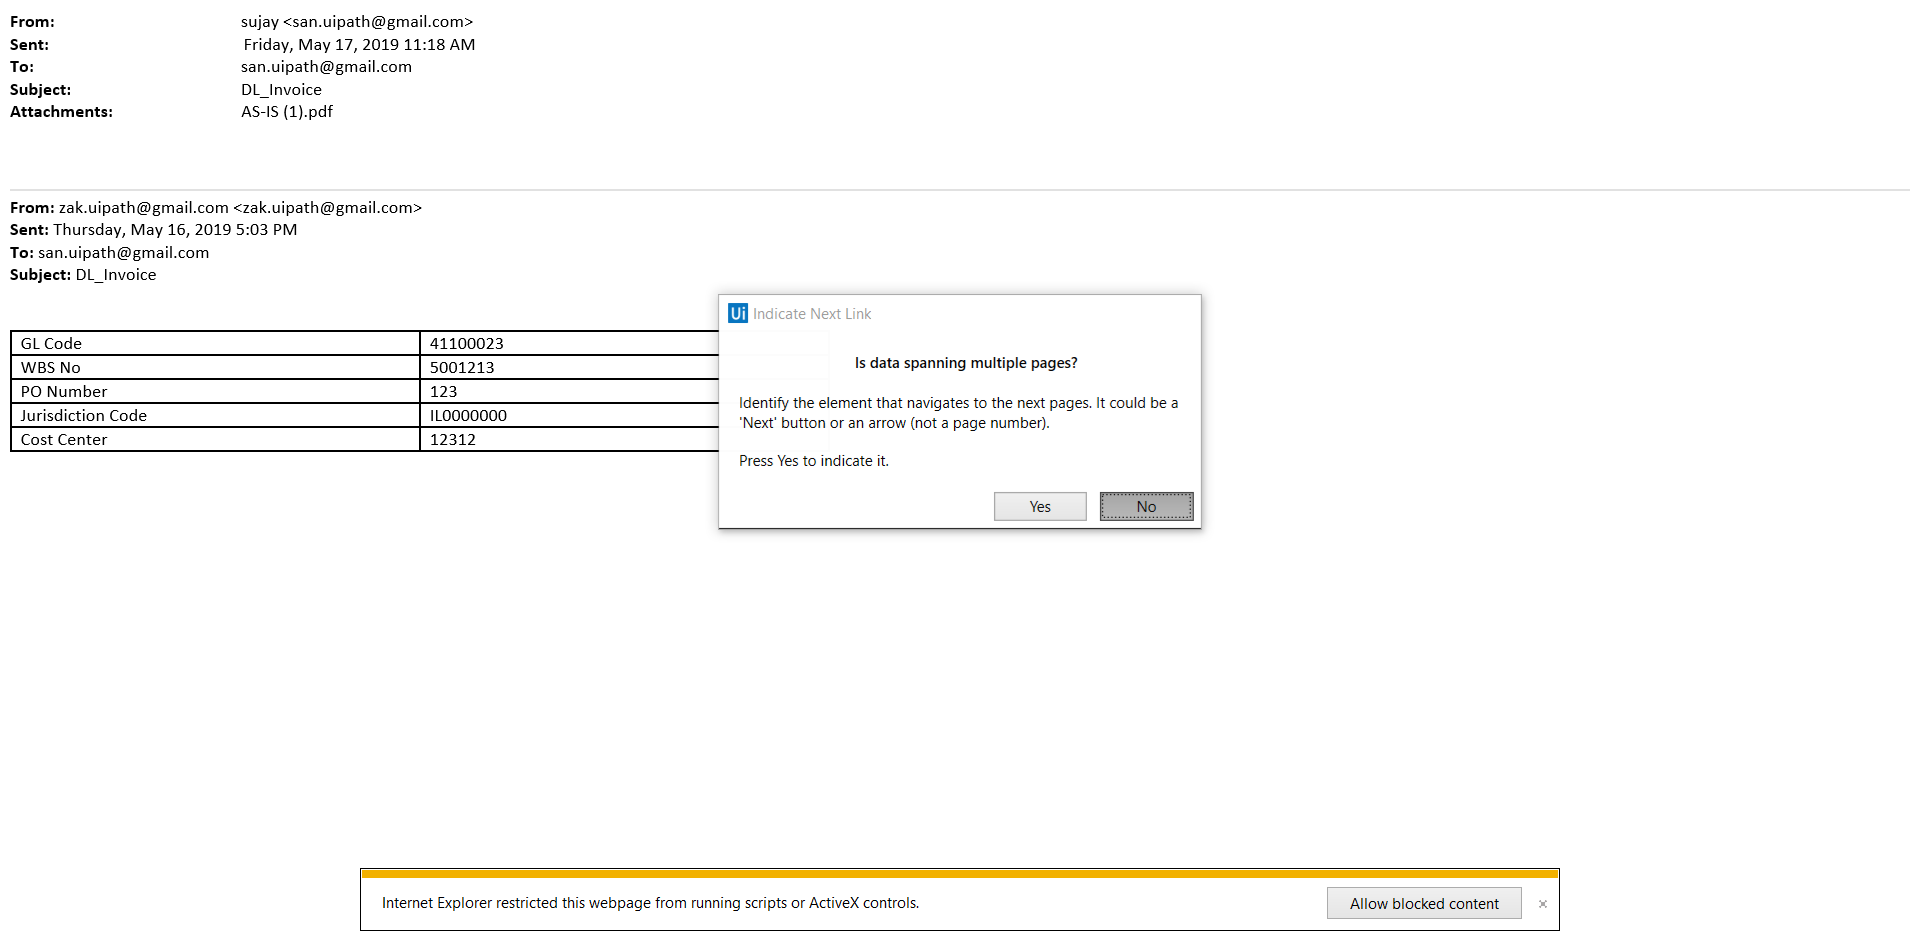 From: sujay <san.uipath@gmail.com>
Sent: Friday, May 17, 2019 11:18 AM
To: san.uipath@gmail.com
Subject: DL_Invoice
Attachments: AS-IS (1).pdf
From: zak.uipath@gmail.com <zak.uipath@gmail.com>
Sent: Thursday, May 16, 2019 5:03 PM
To: san.uipath@gmail.com
Subject: DL_Invoice
GL Code 41100023
WBS No 5001213
PO Number 123
Jurisdiction Code IL0000000
Cost Center 12312
Ui Indicate Next Link
Is data spanning multiple pages?
Identify the element that navigates to the next pages. It could be a
'Next' button or an arrow (not a page number).
Press Yes to indicate it.
Yes No
Internet Explorer restricted this webpage from running scripts or ActiveX controls. Allow blocked content ×